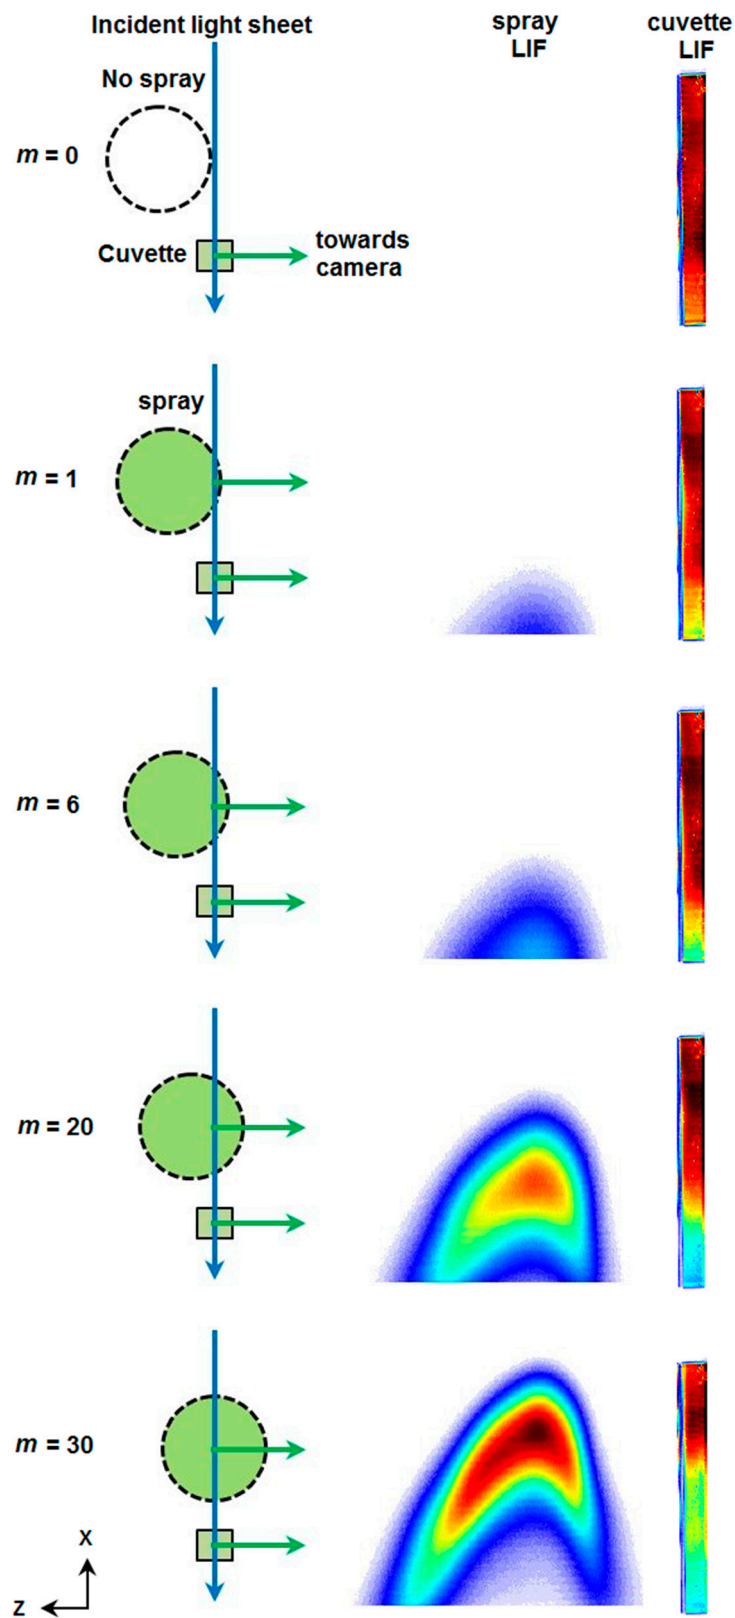 Incident light sheet
spray
LIF
cuvette
LIF
No spray
m = 0
Cuvette
towards
camera
spray
m = 1
m = 6
m = 20
m = 30
X
Z